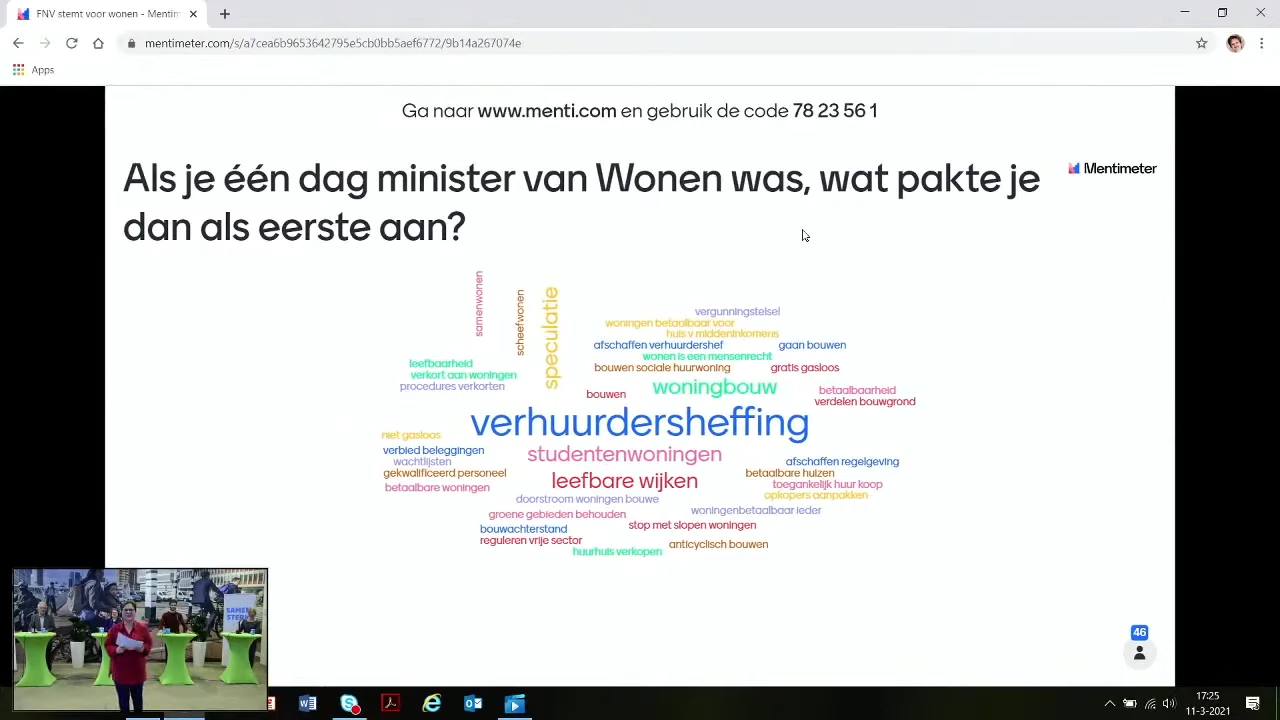 FNV stemt voor wonen - Mentim
mentimeter.com/s/a7cea6b9653642795e5cb0bb5aef6772/9b14a267074e
Apps
Ga naar www.menti.com en gebruik de code 78 23 56 1
Als je één dag minister van Wonen was, wat pakte je
dan als eerste aan?
Mentimeter
samenwonen
scheefwonen
speculatie
vergunningstelsel
woningen betaalbaar voor
huis v middeninkomens
afschaffen verhuurdershef
gaan bouwen
wonen is een mensenrecht
leefbaarheid
bouwen sociale huurwoning
gratis gasloos
verkort aan woningen
procedures verkorten
woningbouw
betaalbaarheid
bouwen
verdelen bouwgrond
verhuurdersheffing
niet gasloos
verbied beleggingen
studentenwoningen
wachtlijsten
afschaffen regelgeving
gekwalificeerd personeel
betaalbare huizen
leefbare wijken
toegankelijk huur koop
betaalbare woningen
opkopers aanpakken
doorstroom woningen bouwe
woningenbetaalbaar ieder
groene gebieden behouden
bouwachterstand
stop met slopen woningen
reguleren vrije sector
anticyclisch bouwen
huurhuis verkopen
SAMEN
46
17:25
11-3-2021